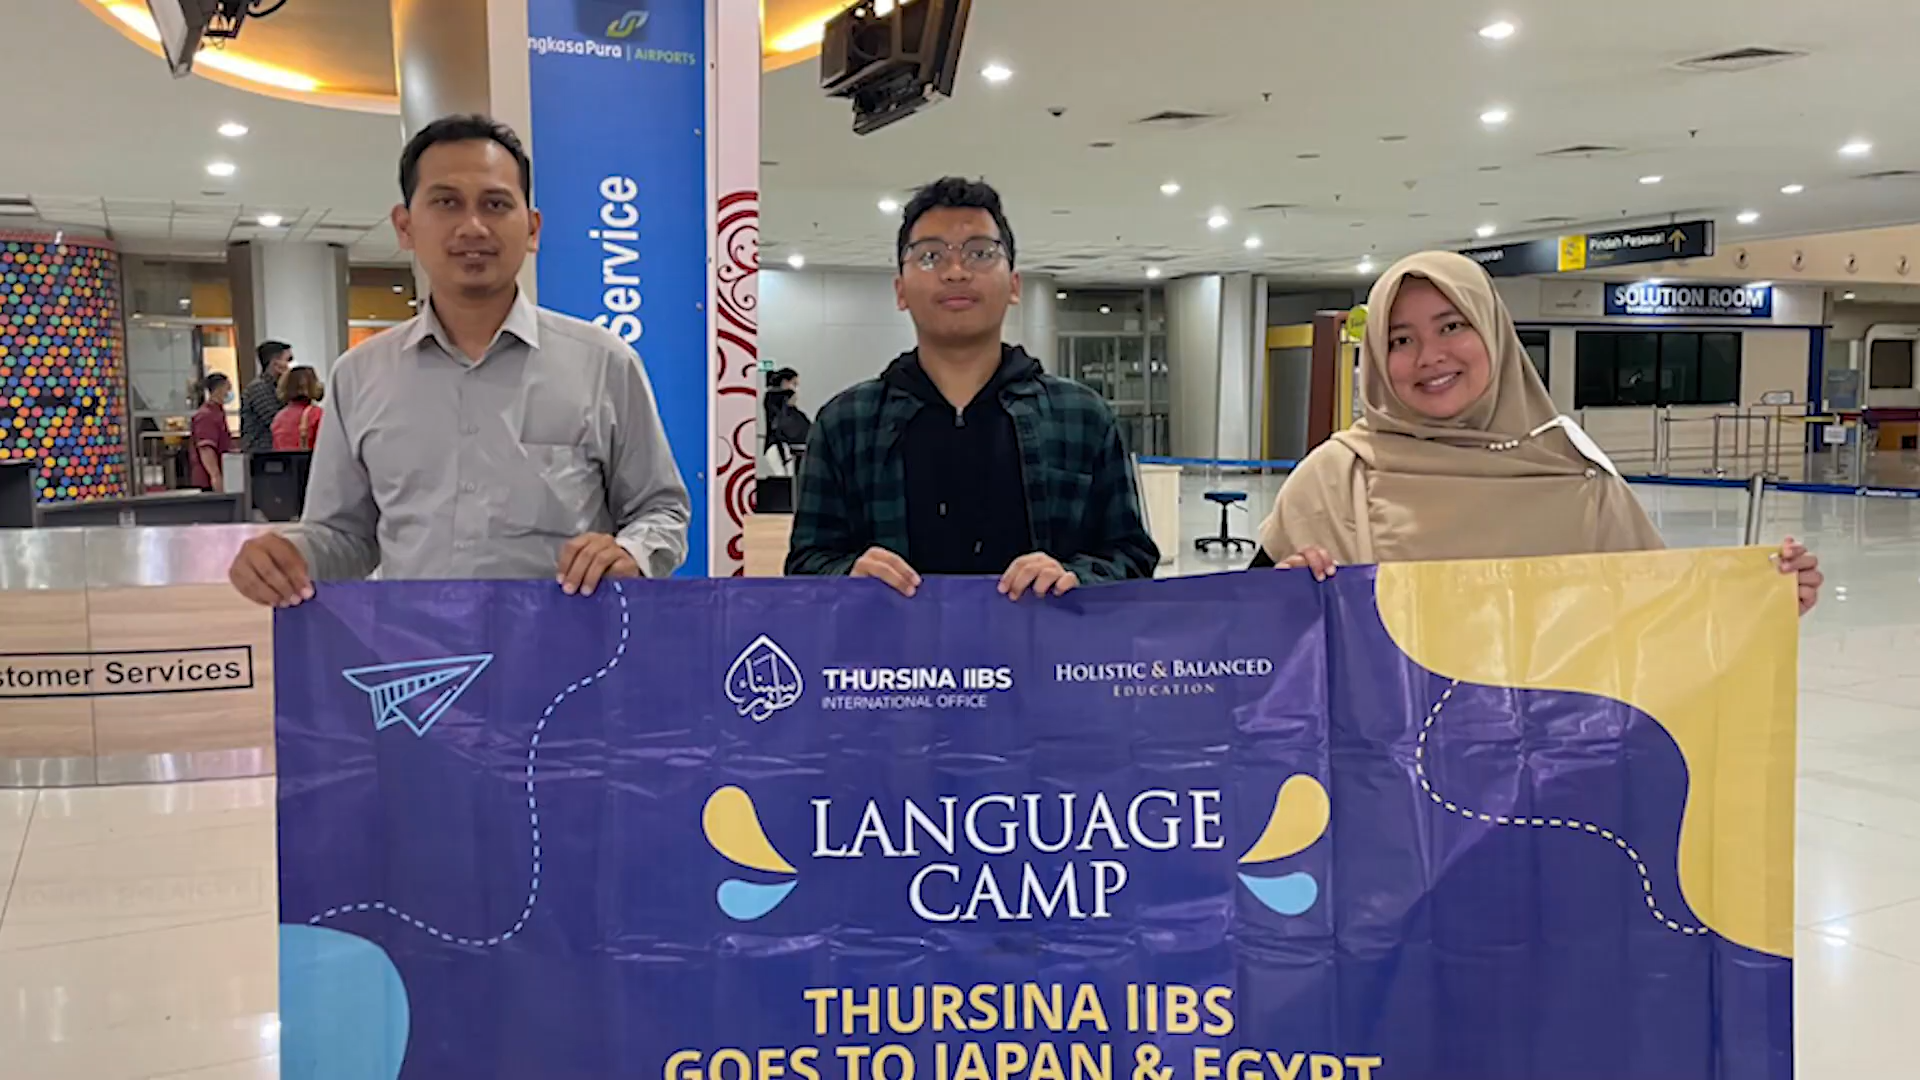 ngkasaPura | AIRPORTS
Service
Pindah Pesawat
SOLUTION ROOM
stomer Services
THURSINA IIBS
INTERNATIONAL OFFICE
HOLISTIC & BALANCED
EDUCATION
LANGUAGE
CAMP
THURSINA IIBS
GOES TO JAPAN & EGYPT